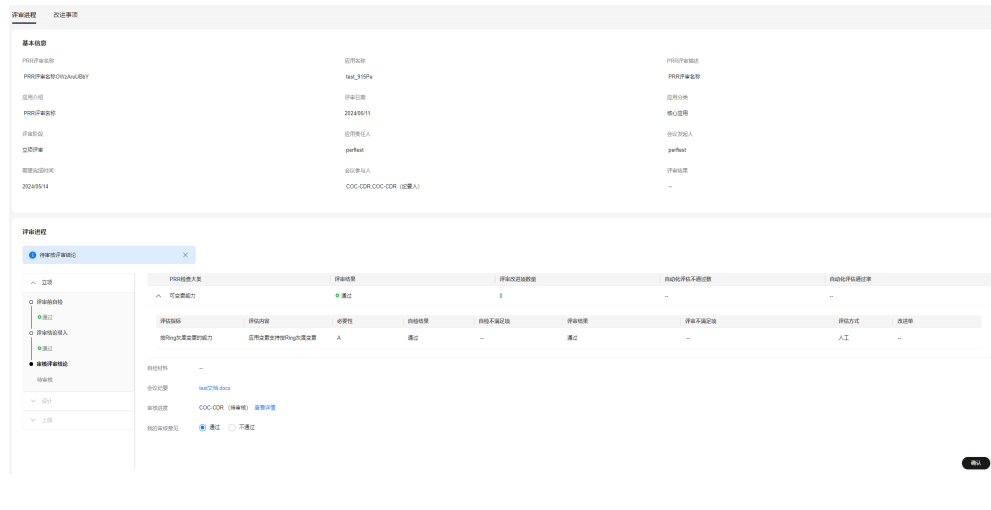 评审进程 改进事项
基本信息
PRR评审名称 应用名称 PRR评审描述
PRR评审名称OWzAruUBbY test_915Pa PRR评审名称
应用介绍 评审日期 应用分类
PRR评审名称 2024/06/11 核心应用
评审阶段 应用责任人 会议发起人
立项评审 perftest perftest
期望完成时间 会议参与人 评审结果
2024/06/14 COC-CDR,COC-CDR（纪要人） --
评审进程
待审核评审结论
立项
评审前自检
通过
评审结论录入
通过
审核评审结论
待审核
设计
上线
PRR检查大类 评审结果 评审改进项数量 自动化评估不通过数 自动化评估通过率
可变更能力 通过 0 -- --
评估指标 评估内容 必要性 自检结果 自检不满足项 评审结果 评审不满足项 评估方式 改进单
按Ring灰度变更的能力 应用变更支持按Ring灰度变更 A 通过 -- 通过 -- 人工 --
自检材料 --
会议纪要 test文档.docx
审核进度 COC-CDR （待审核） 查看详情
我的审核意见 通过 不通过
确认